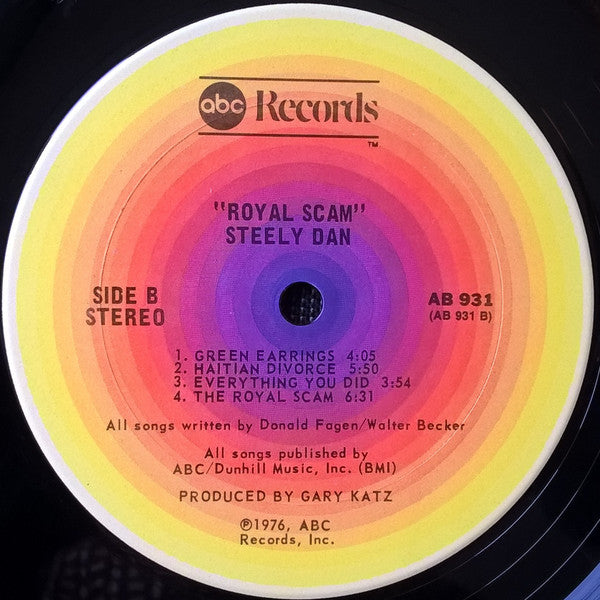 abc Records
TM
"ROYAL SCAM"
STEELY DAN
SIDE B
STEREO
AB 931
(AB 931 B)
1. GREEN EARRINGS 4:05
2. HAITIAN DIVORCE 5:50
3. EVERYTHING YOU DID 3:54
4. THE ROYAL SCAM 6:31
All songs written by Donald Fagen/Walter Becker
All songs published by
ABC/Dunhill Music, Inc. (BMI)
PRODUCED BY GARY KATZ
℗1976, ABC
Records, Inc.